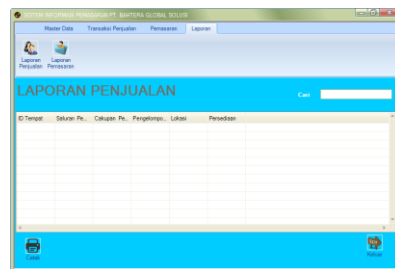 SISTEM INFORMASI PEMASARAN PT. BAHTERA GLOBAL SOLUSI
Master Data Transaksi Penjualan Pemasaran Laporan
Laporan Penjualan
Laporan Pemasaran
LAPORAN PENJUALAN
Cari
ID Tempat Saluran Pe... Cakupan Pe... Pengelompo... Lokasi Persediaan
Cetak
Keluar